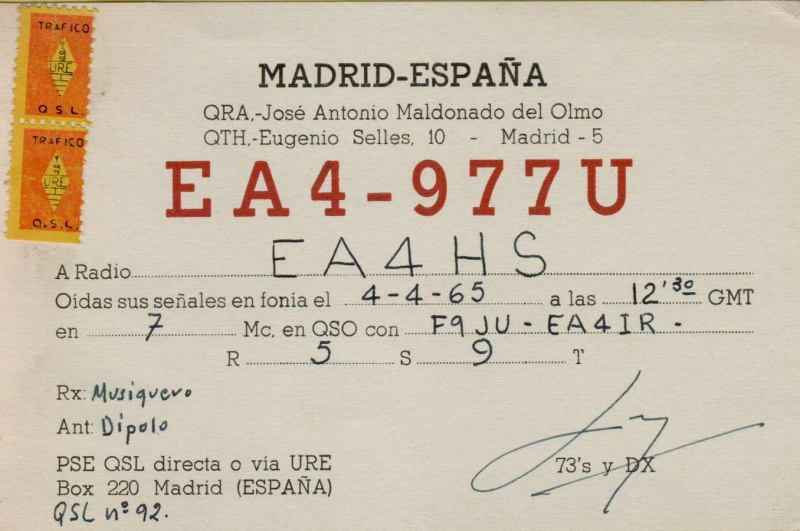 TRAFICO
URE
Q.S.L.
TRAFICO
URE
Q.S.L.
MADRID-ESPAÑA
QRA,-José Antonio Maldonado del Olmo
QTH,-Eugenio Selles, 10 - Madrid - 5
EA4-977U
A Radio EA4HS
Oídas sus señales en fonía el 4-4-65 a las 12'30 GMT
en 7 Mc, en QSO con F9JU - EA4IR -
R 5 S 9 T
Rx: Musiquero
Ant: Dipolo
PSE QSL directa o vía URE
Box 220 Madrid (ESPAÑA)
73's y DX
QSL nº 92.